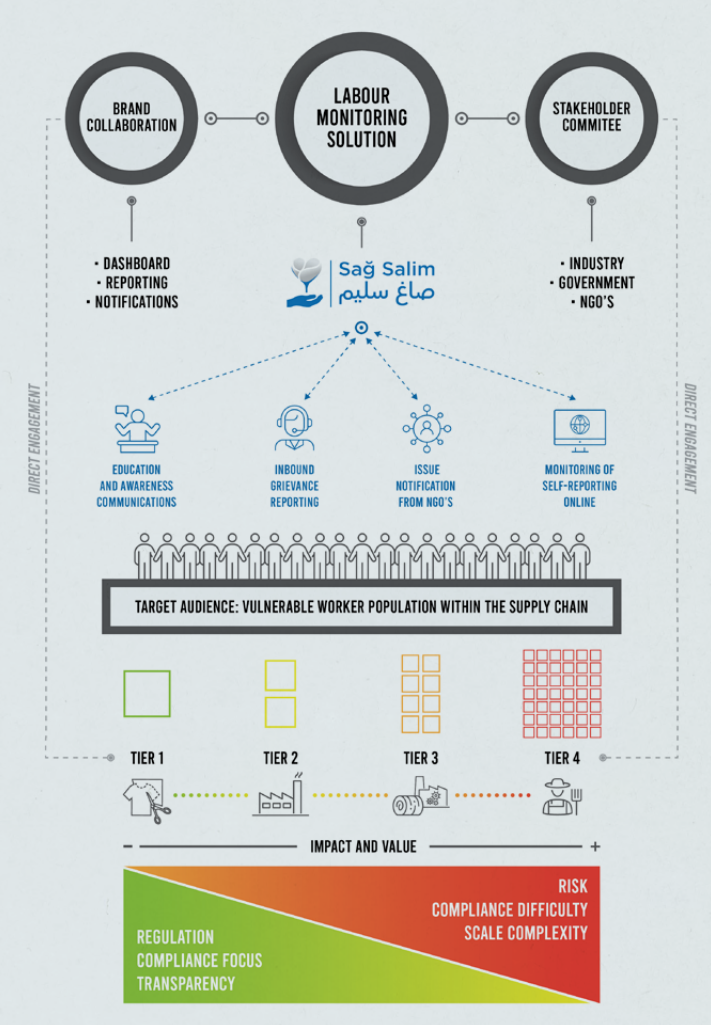 BRAND
COLLABORATION
LABOUR
MONITORING
SOLUTION
STAKEHOLDER
COMMITEE
• DASHBOARD
• REPORTING
• NOTIFICATIONS
Sağ Salim
صاغ سليم
• INDUSTRY
• GOVERNMENT
• NGO'S
DIRECT ENGAGEMENT
DIRECT ENGAGEMENT
EDUCATION
AND AWARENESS
COMMUNICATIONS
INBOUND
GRIEVANCE
REPORTING
ISSUE
NOTIFICATION
FROM NGO'S
MONITORING OF
SELF-REPORTING
ONLINE
TARGET AUDIENCE: VULNERABLE WORKER POPULATION WITHIN THE SUPPLY CHAIN
TIER 1
TIER 2
TIER 3
TIER 4
- IMPACT AND VALUE +
RISK
COMPLIANCE DIFFICULTY
SCALE COMPLEXITY
REGULATION
COMPLIANCE FOCUS
TRANSPARENCY